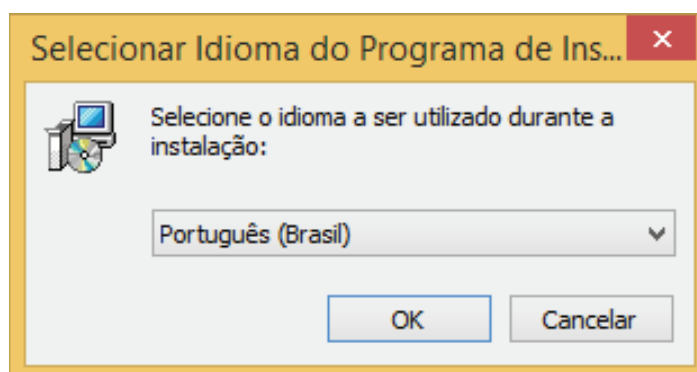 Selecionar Idioma do Programa de Ins...
Selecione o idioma a ser utilizado durante a
instalação:
Português (Brasil)
OK
Cancelar